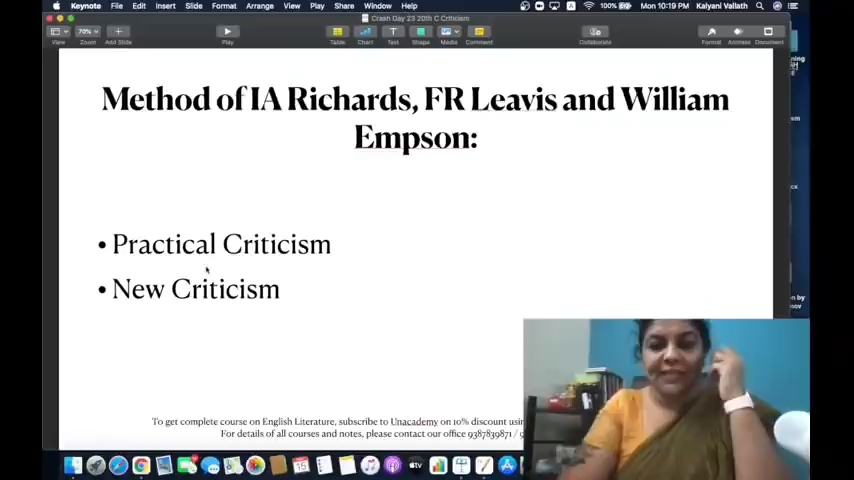 Keynote File Edit Insert Slide Format Arrange View Play Share Window Help 100% Mon 10:19 PM Kalyani Vallath
Crash Day 23 20th C Criticism
70%
View Zoom Add Slide Play Table Chart Text Shape Media Comment Collaborate Format Animate Document
Method of IA Richards, FR Leavis and William
Empson:
• Practical Criticism
• New Criticism
To get complete course on English Literature, subscribe to Unacademy on 10% discount
For details of all courses and notes, please contact our office 9387839871 /
15